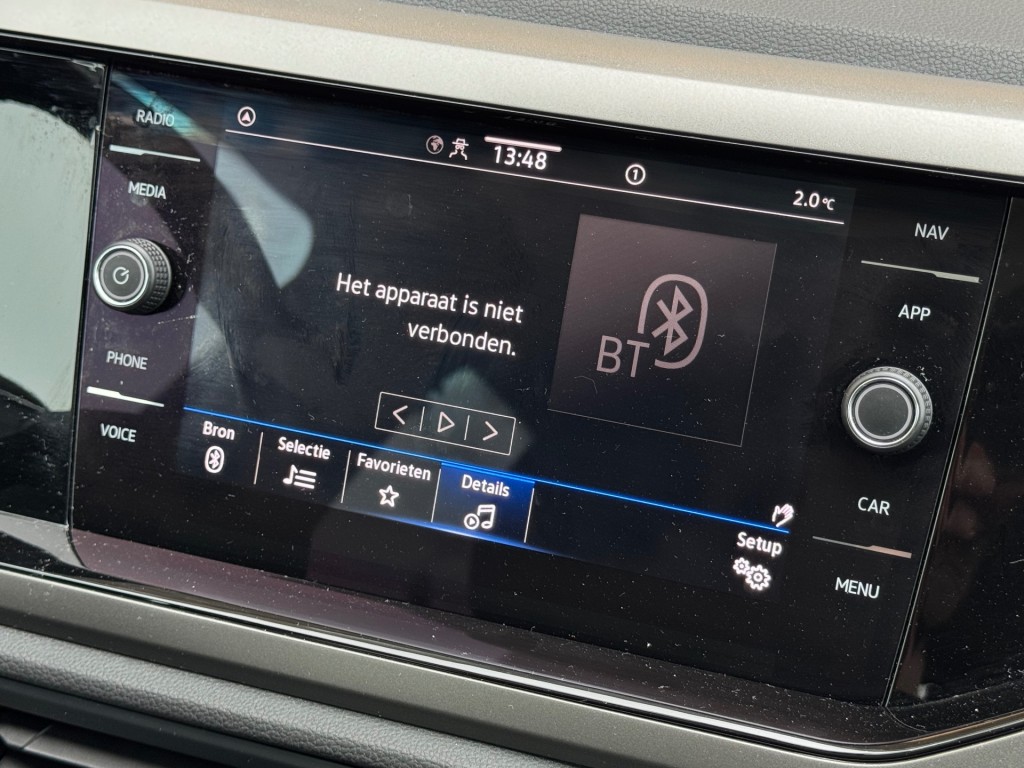 RADIO
MEDIA
PHONE
VOICE
13:48
1
2.0°C
Het apparaat is niet
verbonden.
BT
Bron
Selectie
Favorieten
Details
Setup
NAV
APP
CAR
MENU